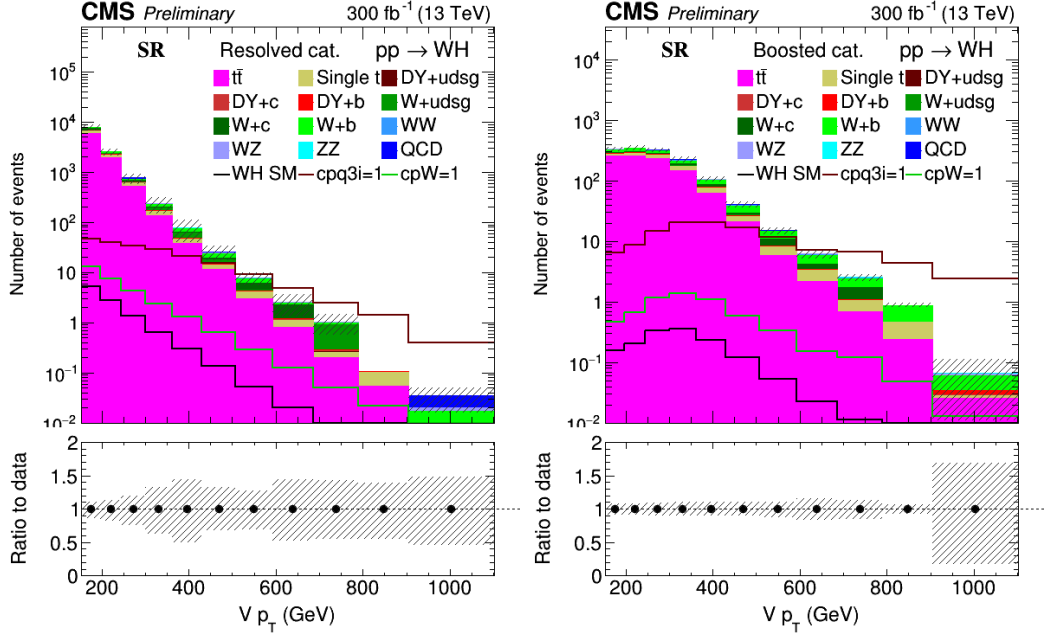 CMS Preliminary 300 fb⁻¹ (13 TeV)
SR Resolved cat. pp → WH
tt̄ Single t DY+udsg
DY+c DY+b W+udsg
W+c W+b WW
WZ ZZ QCD
WH SM cpq3i=1 cpW=1
Number of events
10⁵
10⁴
10³
10²
10
1
10⁻¹
10⁻²
Ratio to data
2
1.5
1
0.5
0
200 400 600 800 1000
V p_T (GeV)
CMS Preliminary 300 fb⁻¹ (13 TeV)
SR Boosted cat. pp → WH
tt̄ Single t DY+udsg
DY+c DY+b W+udsg
W+c W+b WW
WZ ZZ QCD
WH SM cpq3i=1 cpW=1
Number of events
10⁴
10³
10²
10
1
10⁻¹
10⁻²
Ratio to data
2
1.5
1
0.5
0
200 400 600 800 1000
V p_T (GeV)